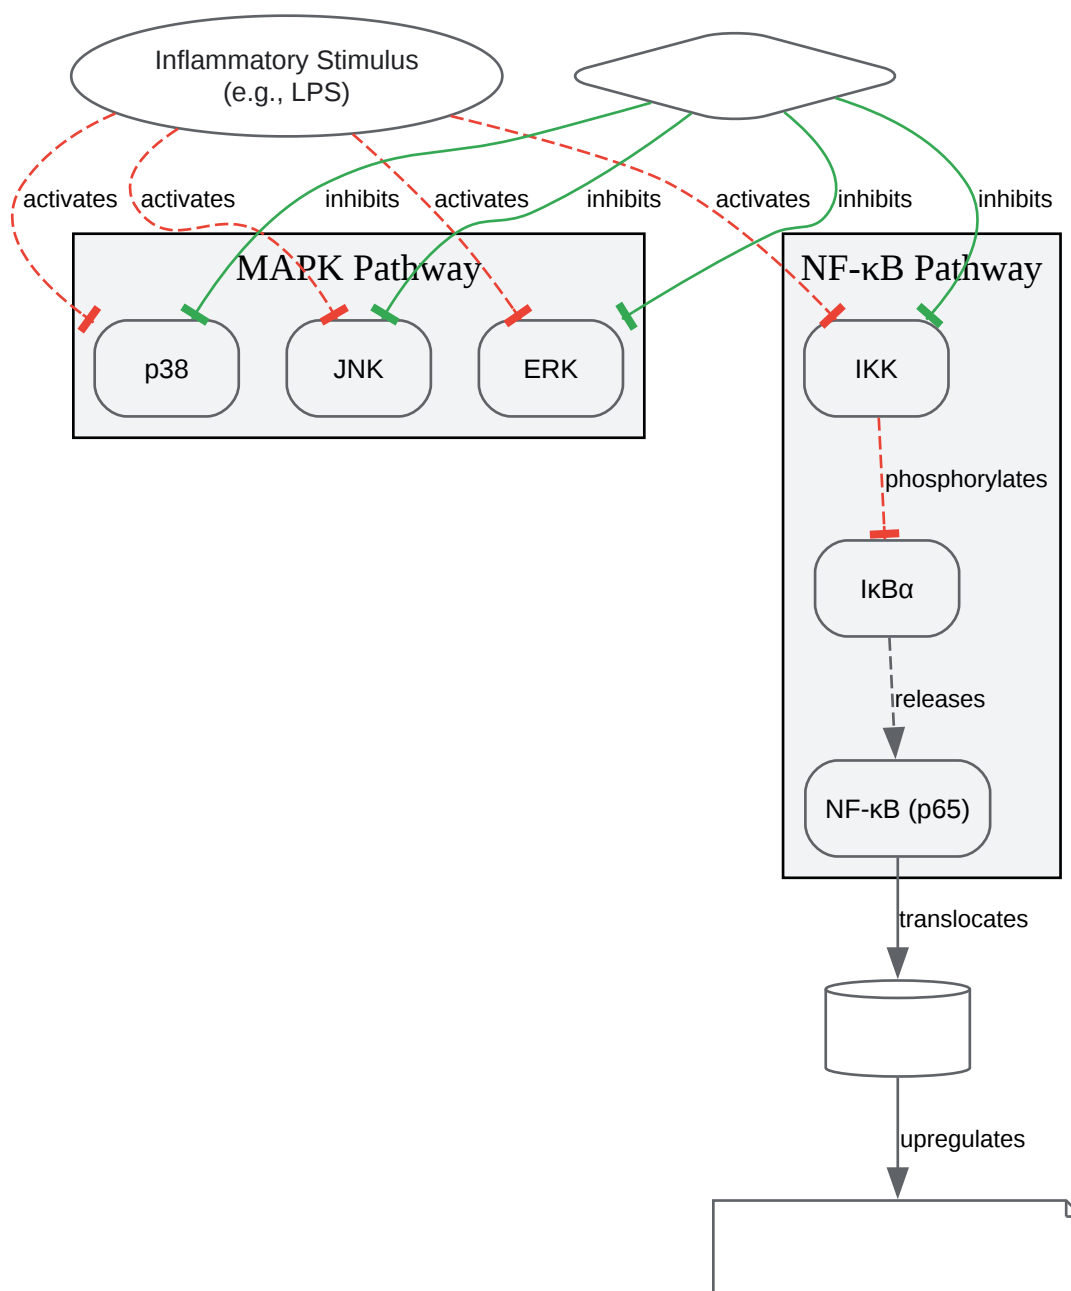 Inflammatory Stimulus
(e.g., LPS)
activates
activates
inhibits
activates
inhibits
activates
inhibits
inhibits
MAPK Pathway
NF-κB Pathway
p38
JNK
ERK
IKK
phosphorylates
IκBα
releases
NF-κB (p65)
translocates
upregulates